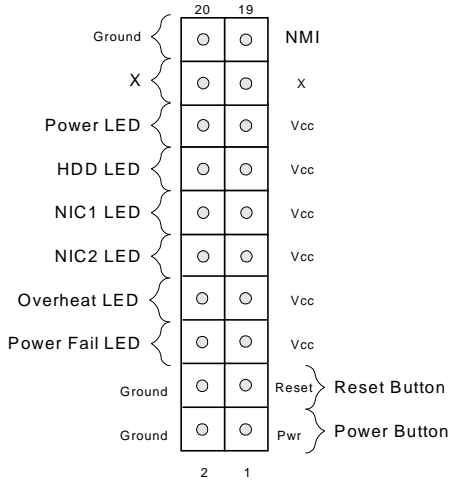 20 19
Ground NMI
X X
Power LED Vcc
HDD LED Vcc
NIC1 LED Vcc
NIC2 LED Vcc
Overheat LED Vcc
Power Fail LED Vcc
Ground Reset Reset Button
Ground Pwr Power Button
2 1